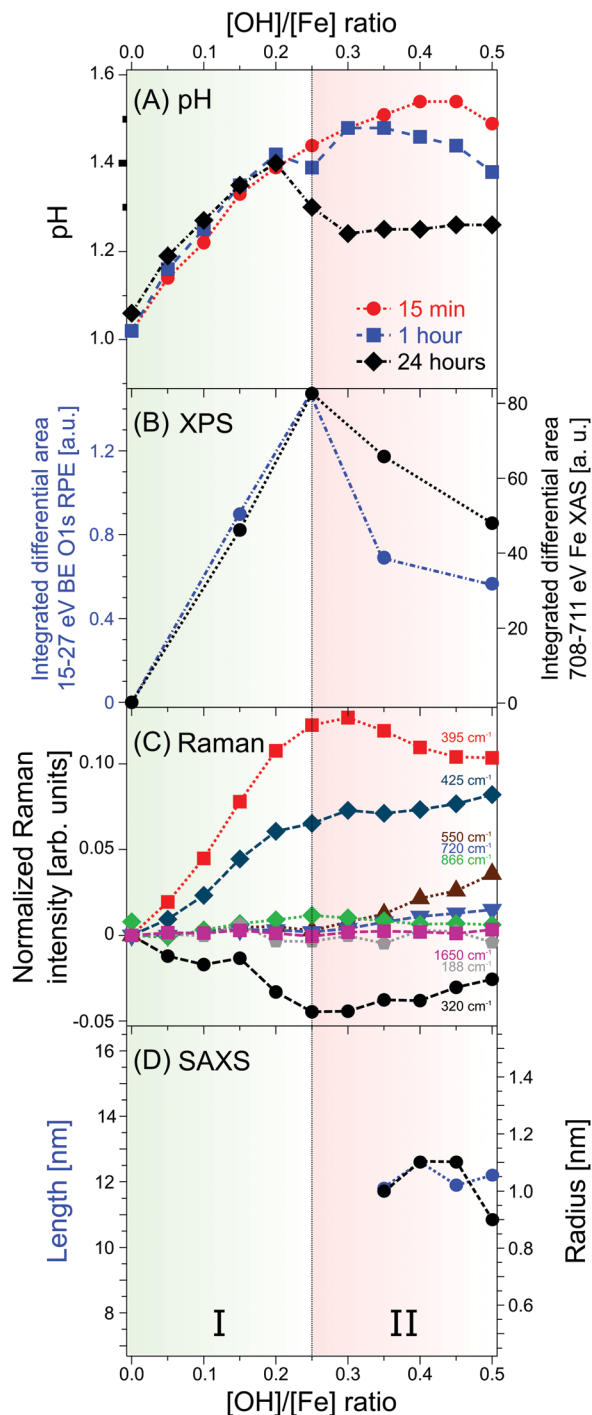 [OH]/[Fe] ratio
0.0 0.1 0.2 0.3 0.4 0.5
(A) pH
pH
1.6
1.4
1.2
1.0
15 min
1 hour
24 hours
(B) XPS
Integrated differential area
15-27 eV BE O1s RPE [a.u.]
1.2
0.8
0.4
0
Integrated differential area
708-711 eV Fe XAS [a. u.]
80
60
40
20
0
(C) Raman
Normalized Raman
intensity [arb. units]
0.10
0.05
0
-0.05
395 cm⁻¹
425 cm⁻¹
550 cm⁻¹
720 cm⁻¹
866 cm⁻¹
1650 cm⁻¹
188 cm⁻¹
320 cm⁻¹
(D) SAXS
Length [nm]
16
14
12
10
8
Radius [nm]
1.4
1.2
1.0
0.8
0.6
I II
0.0 0.1 0.2 0.3 0.4 0.5
[OH]/[Fe] ratio